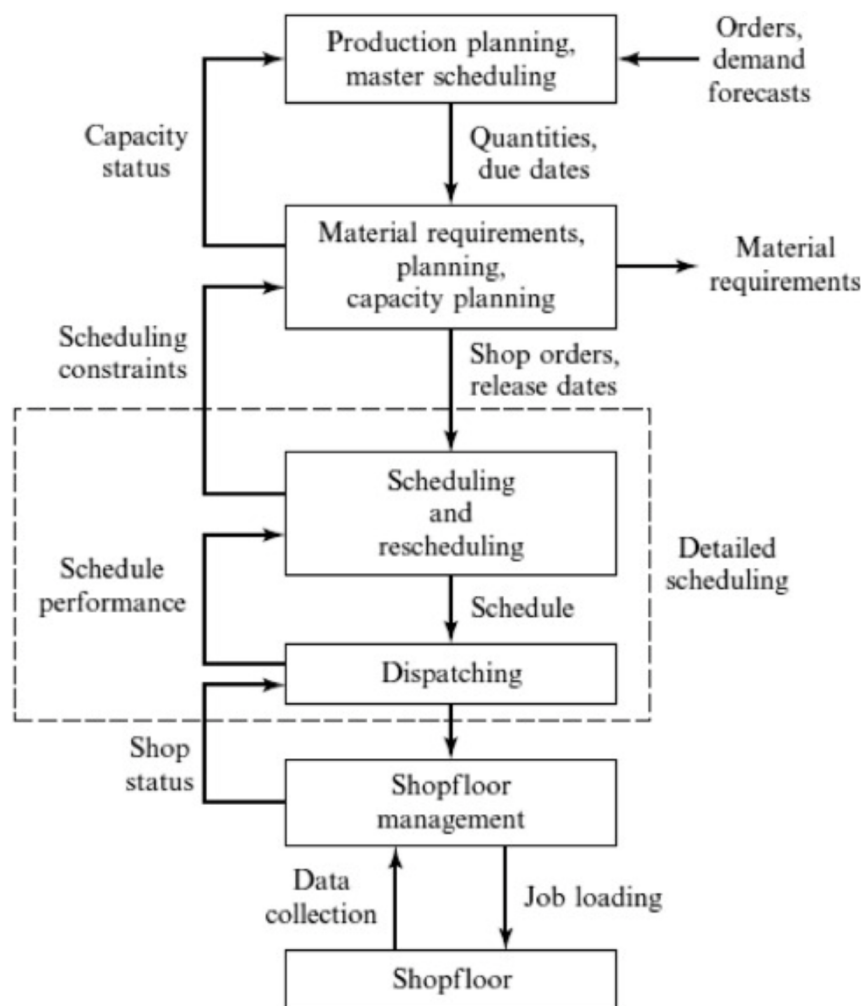 Production planning,
master scheduling
Orders,
demand
forecasts
Capacity
status
Quantities,
due dates
Material requirements,
planning,
capacity planning
Material
requirements
Scheduling
constraints
Shop orders,
release dates
Scheduling
and
rescheduling
Detailed
scheduling
Schedule
performance
Schedule
Dispatching
Shop
status
Shopfloor
management
Data
collection
Job loading
Shopfloor